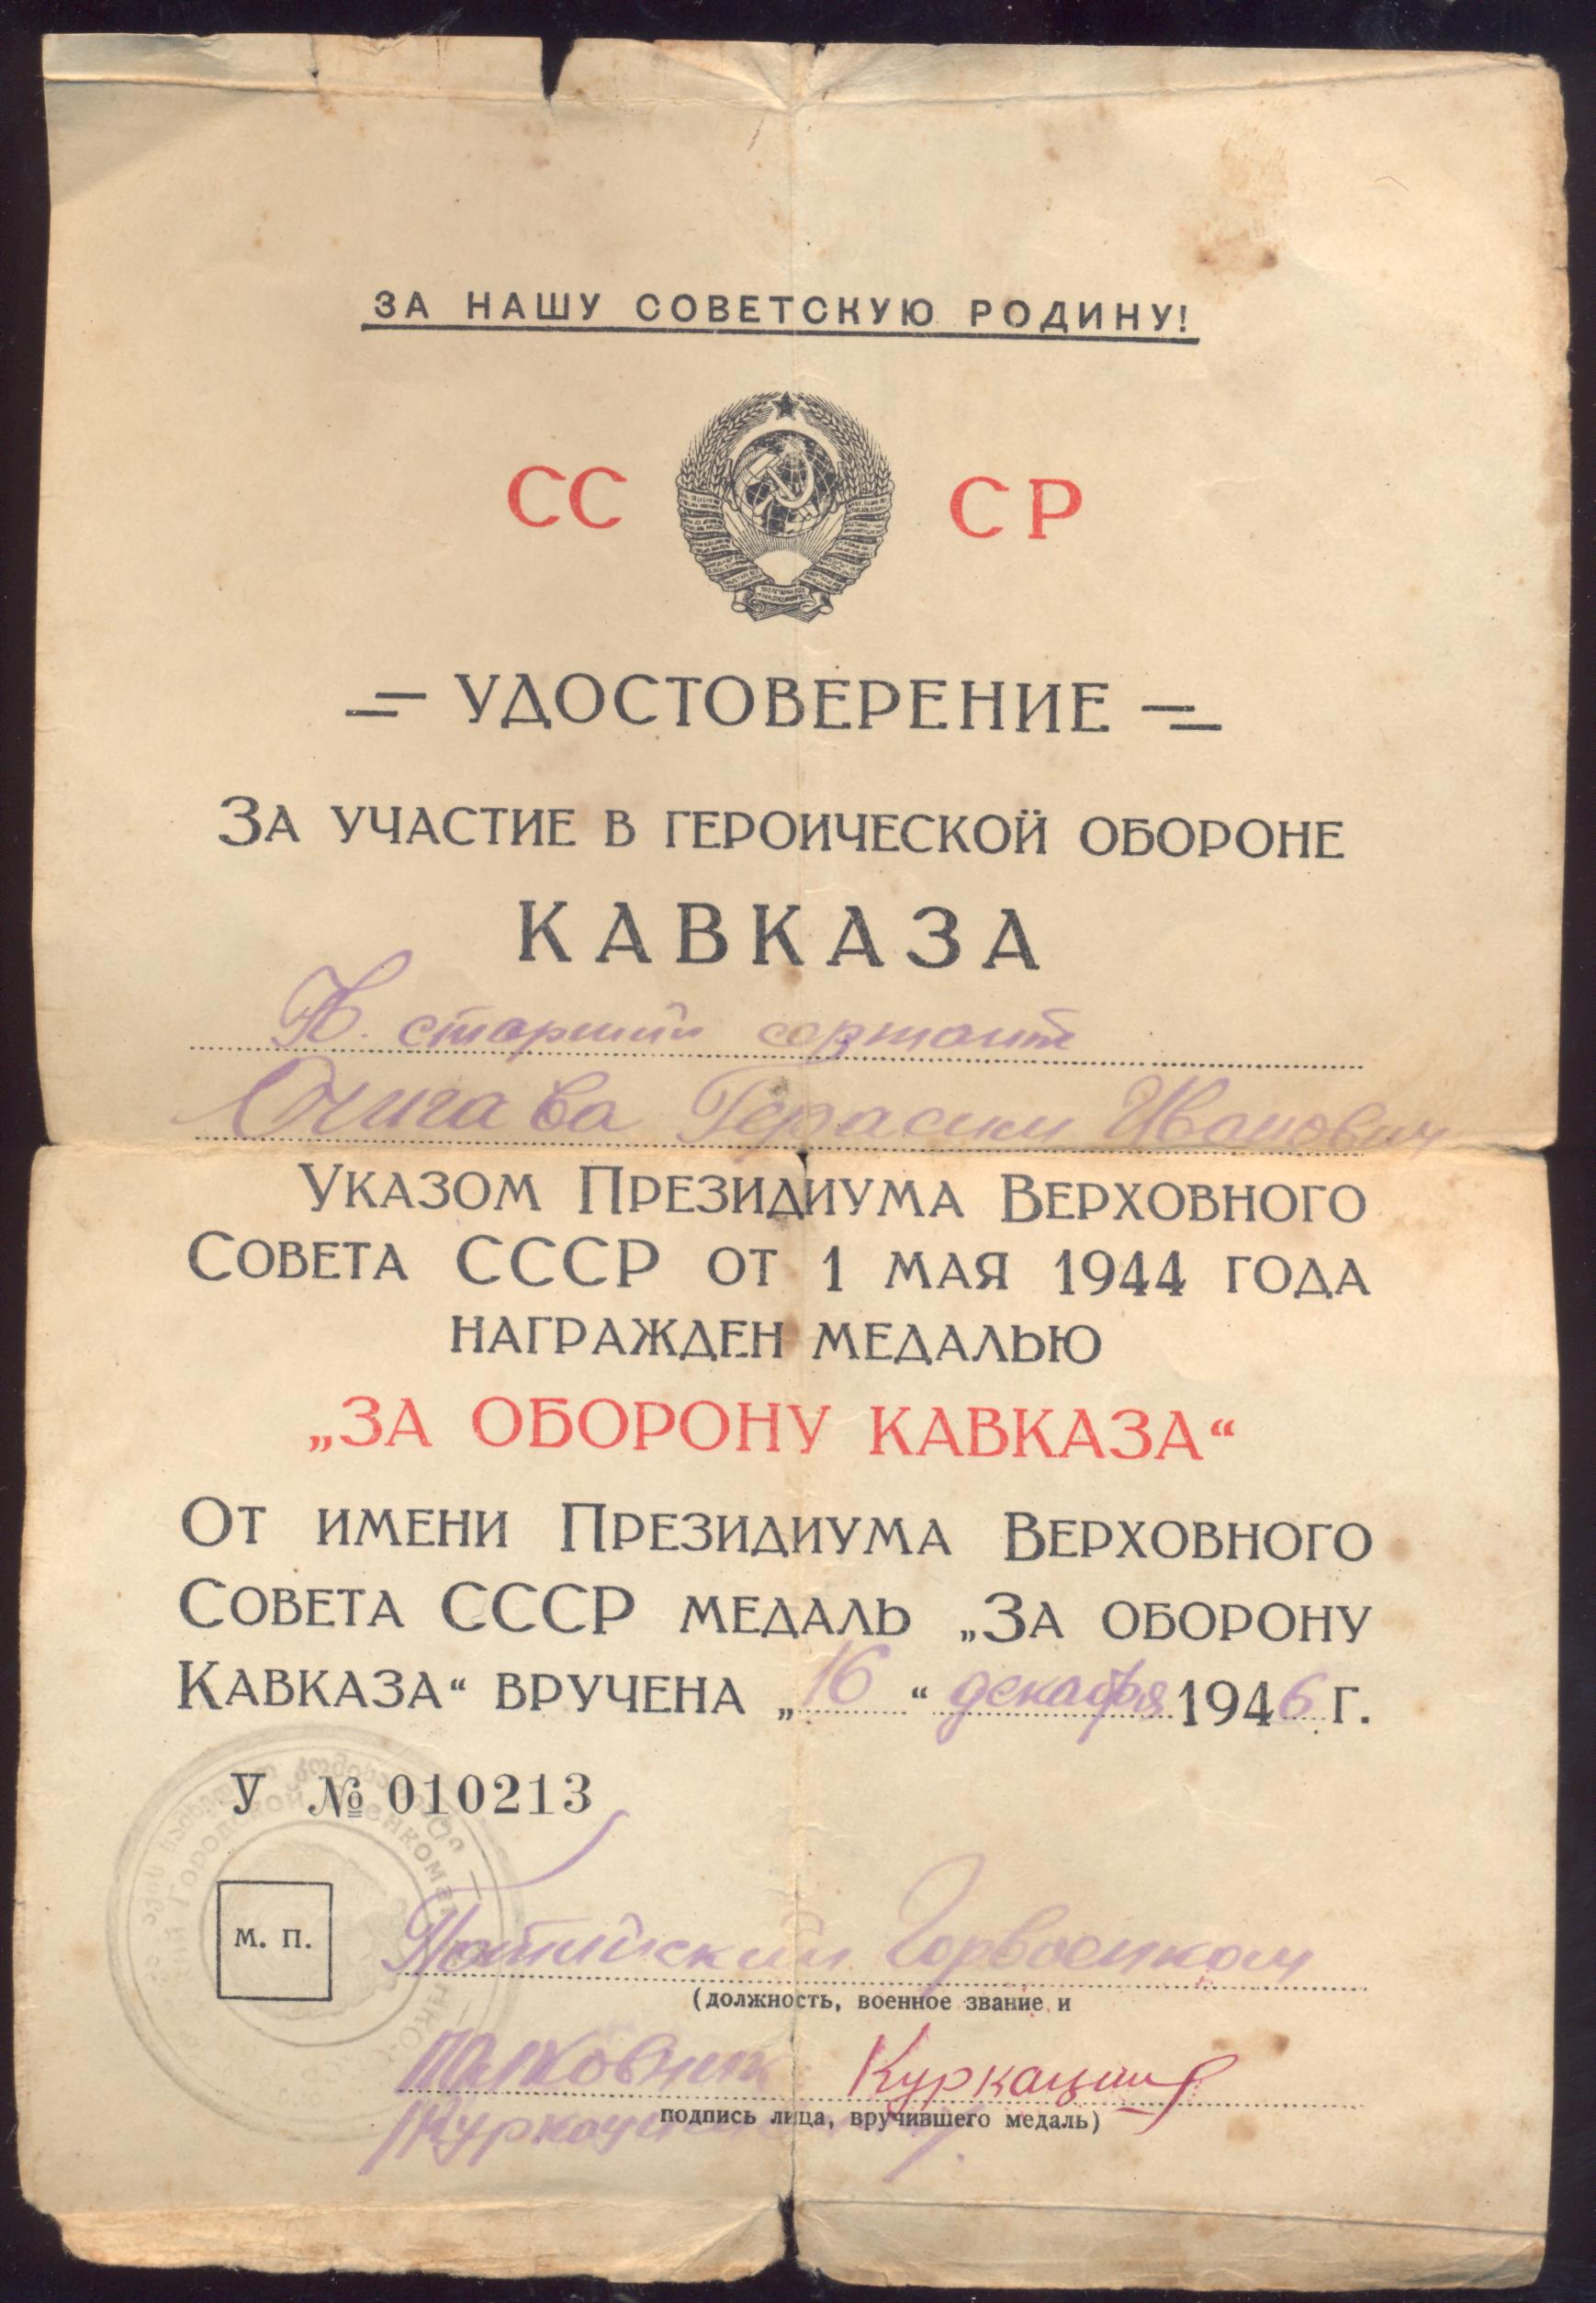 ЗА НАШУ СОВЕТСКУЮ РОДИНУ!
СС СР
УДОСТОВЕРЕНИЕ
ЗА УЧАСТИЕ В ГЕРОИЧЕСКОЙ ОБОРОНЕ
КАВКАЗА
старший сержант
Очигава Герасим Иванович
УКАЗОМ ПРЕЗИДИУМА ВЕРХОВНОГО
СОВЕТА СССР ОТ 1 МАЯ 1944 ГОДА
НАГРАЖДЕН МЕДАЛЬЮ
„ЗА ОБОРОНУ КАВКАЗА“
ОТ ИМЕНИ ПРЕЗИДИУМА ВЕРХОВНОГО
СОВЕТА СССР МЕДАЛЬ „ЗА ОБОРОНУ
КАВКАЗА“ ВРУЧЕНА „16“ декабря 1946 Г.
У № 010213
М. П.
Потийский Горвоенком
(должность, военное звание и
Полковник
подпись лица, вручившего медаль)